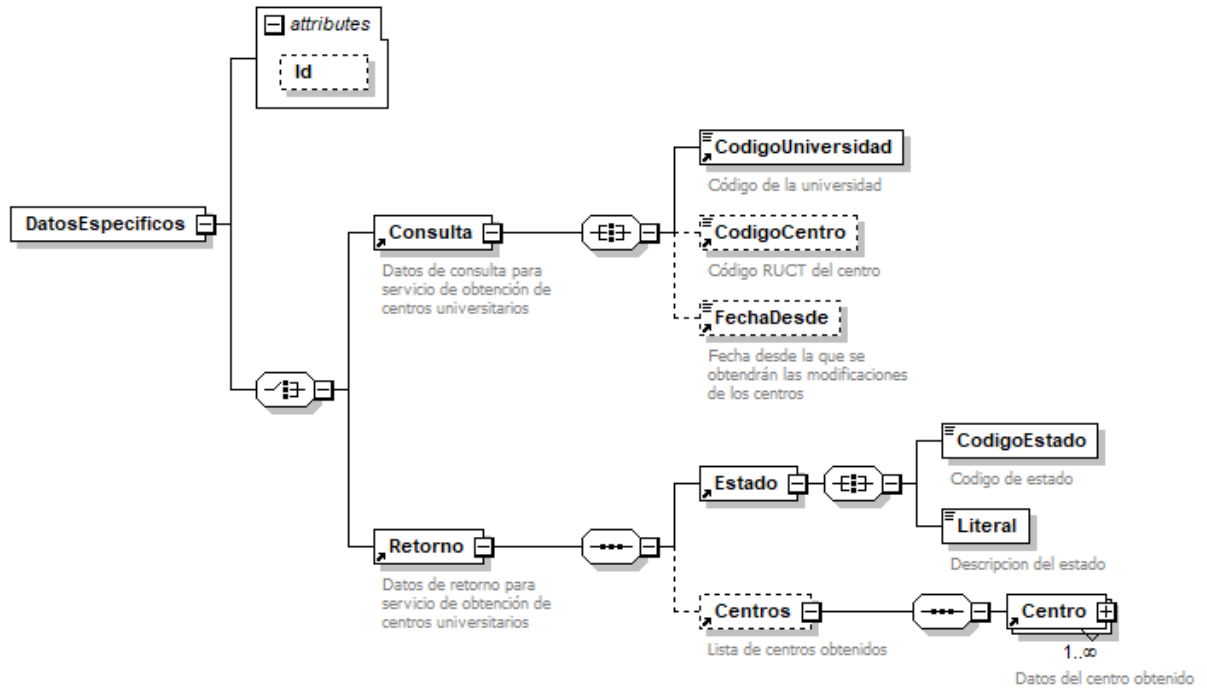 attributes
Id
DatosEspecificos
Consulta
Datos de consulta para
servicio de obtención de
centros universitarios
CodigoUniversidad
Código de la universidad
CodigoCentro
Código RUCT del centro
FechaDesde
Fecha desde la que se
obtendrán las modificaciones
de los centros
Retorno
Datos de retorno para
servicio de obtención de
centros universitarios
Estado
CodigoEstado
Codigo de estado
Literal
Descripcion del estado
Centros
Lista de centros obtenidos
Centro
1..∞
Datos del centro obtenido